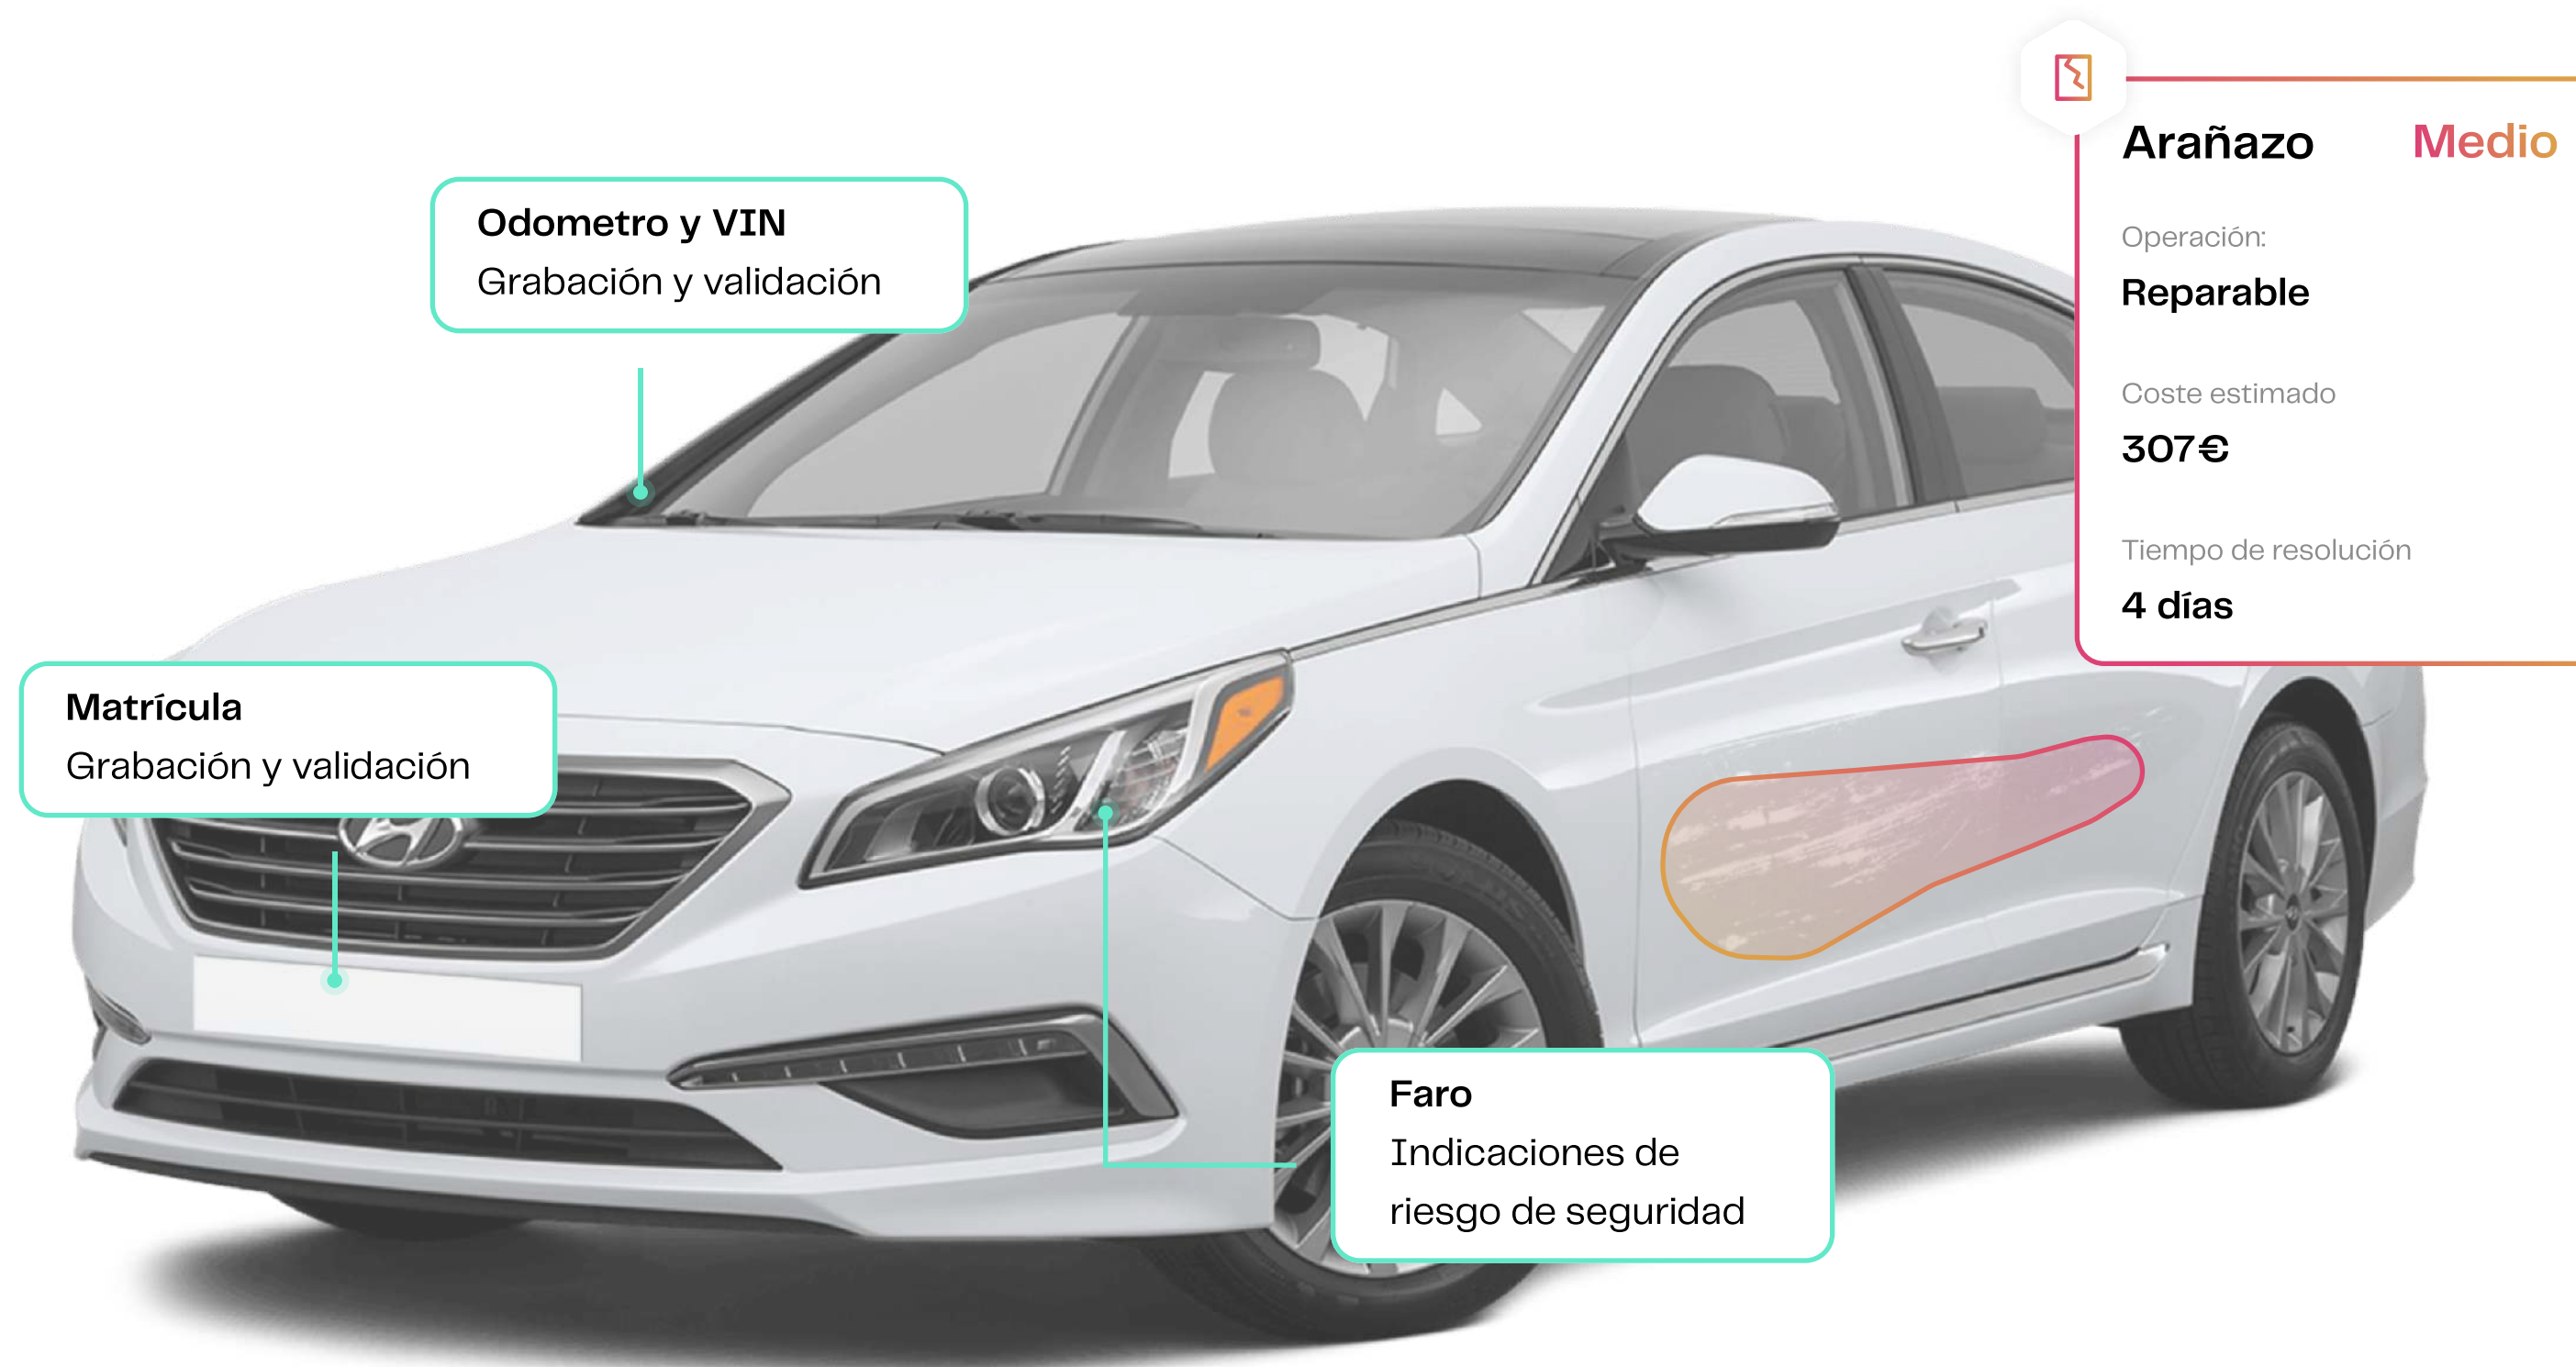 Arañazo Medio
Operación:
Reparable
Coste estimado
307€
Tiempo de resolución
4 días
Odometro y VIN
Grabación y validación
Matrícula
Grabación y validación
Faro
Indicaciones de
riesgo de seguridad